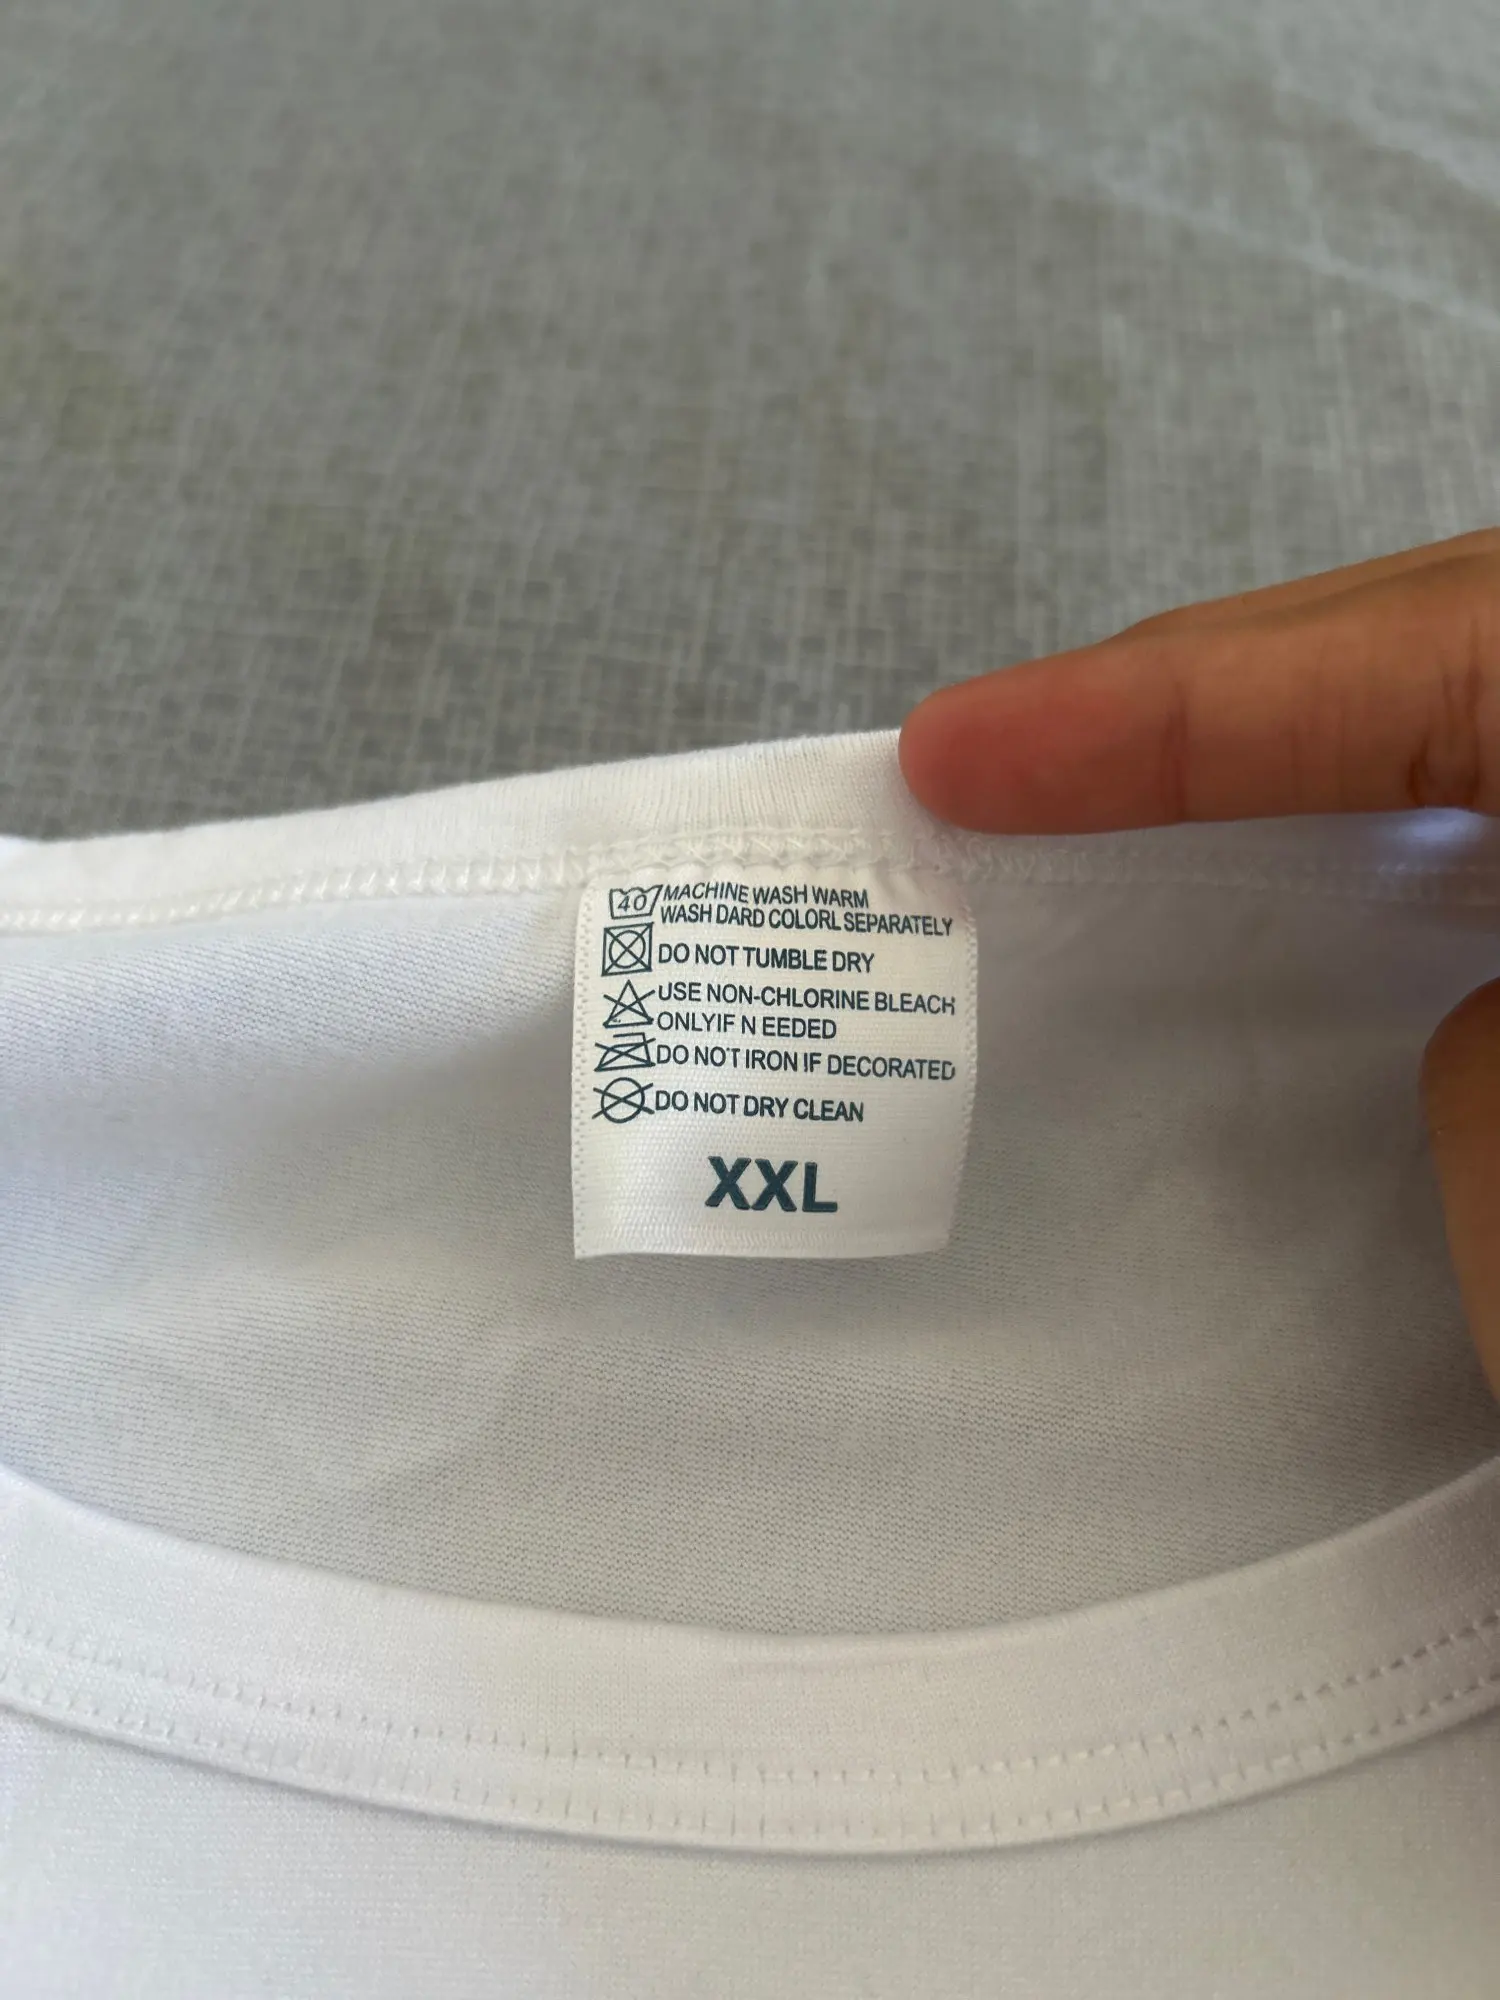 40 MACHINE WASH WARM
WASH DARD COLORL SEPARATELY
DO NOT TUMBLE DRY
USE NON-CHLORINE BLEACH
ONLYIF N EEDED
DO NOT IRON IF DECORATED
DO NOT DRY CLEAN
XXL